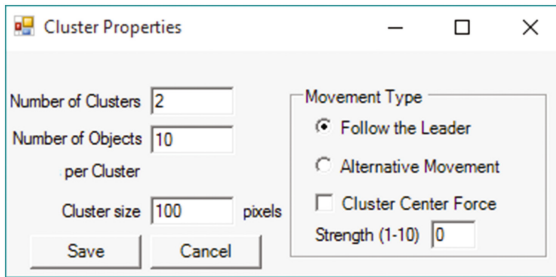 Cluster Properties
Number of Clusters 2
Number of Objects 10
per Cluster
Cluster size 100 pixels
Save Cancel
Movement Type
Follow the Leader
Alternative Movement
Cluster Center Force
Strength (1-10) 0